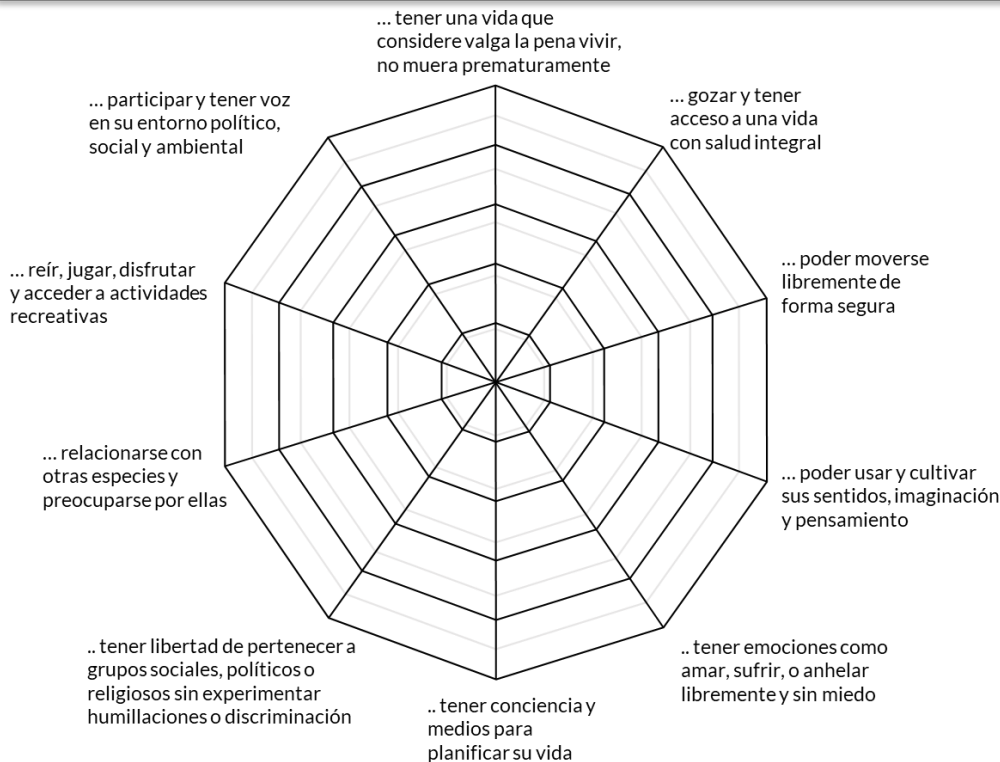 ... tener una vida que
considere valga la pena vivir,
no muera prematuramente
... gozar y tener
acceso a una vida
con salud integral
... poder moverse
libremente de
forma segura
... poder usar y cultivar
sus sentidos, imaginación
y pensamiento
.. tener emociones como
amar, sufrir, o anhelar
libremente y sin miedo
.. tener conciencia y
medios para
planificar su vida
.. tener libertad de pertenecer a
grupos sociales, políticos o
religiosos sin experimentar
humillaciones o discriminación
... relacionarse con
otras especies y
preocuparse por ellas
... reír, jugar, disfrutar
y acceder a actividades
recreativas
... participar y tener voz
en su entorno político,
social y ambiental